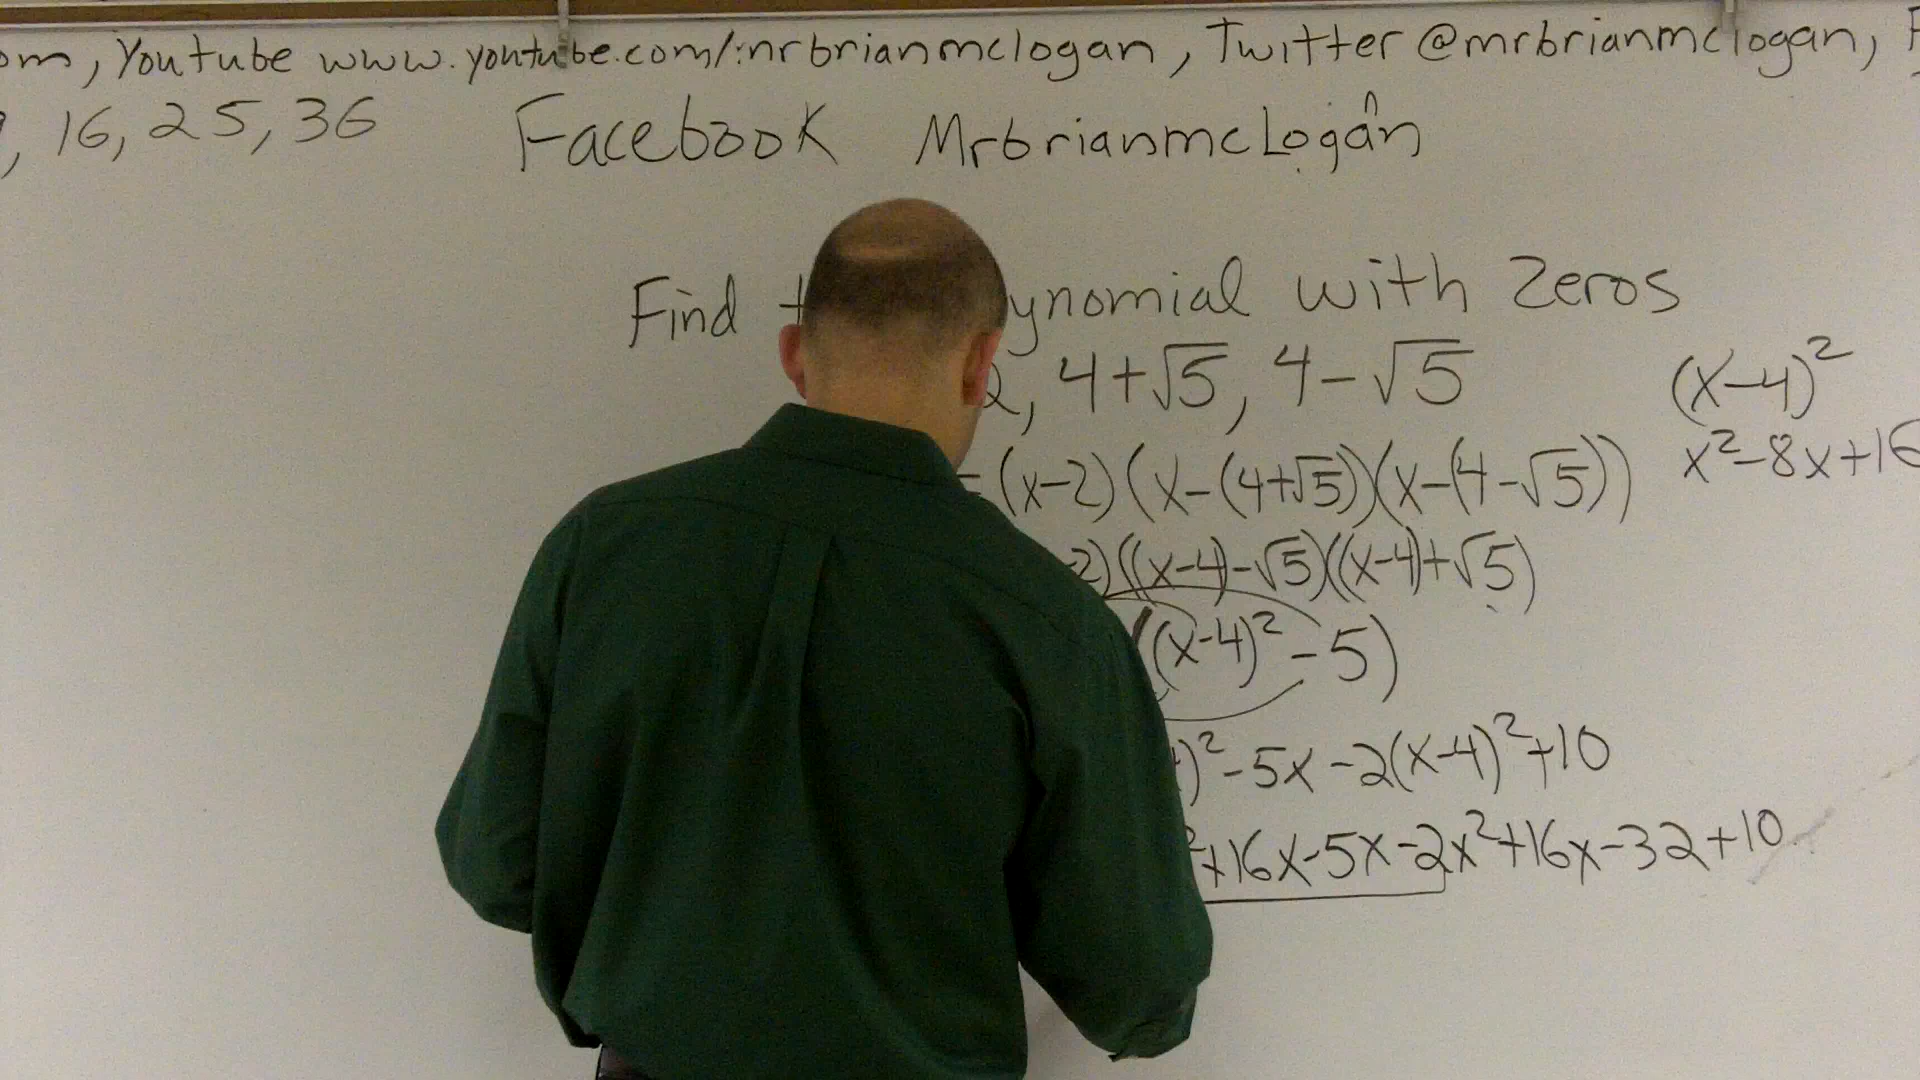 om, Youtube www.youtube.com/mrbrianmclogan, Twitter @mrbrianmclogan, F
, 16, 25, 36
Facebook Mrbrianmclogan
Find ynomial with Zeros
2, 4+√5, 4-√5
=(x-2)(x-(4+√5))(x-(4-√5))
-2)((x-4)-√5)((x-4)+√5)
((x-4)²-5)
)²-5x-2(x-4)²+10
²+16x-5x-2x²+16x-32+10
(x-4)²
x²-8x+16